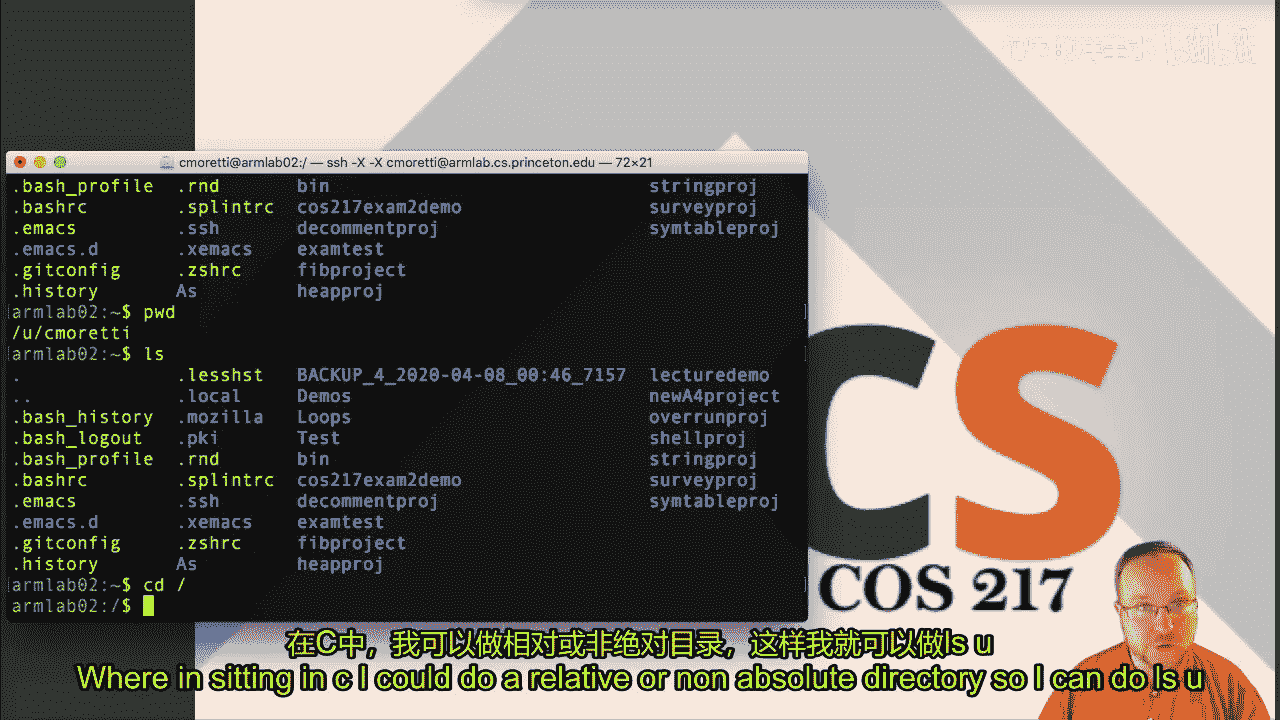 cmoretti@armlab02:/ — ssh -X -X cmoretti@armlab.cs.princeton.edu — 72×21
.bash_profile .rnd bin stringproj
.bashrc .splintrc cos217exam2demo surveyproj
.emacs .ssh decommentproj symtableproj
.emacs.d .xemacs examtest
.gitconfig .zshrc fibproject
.history As heapproj
armlab02:~$ pwd
/u/cmoretti
armlab02:~$ ls
. .lesshst BACKUP_4_2020-04-08_00:46_7157 lecturedemo
.. .local Demos newA4project
.bash_history .mozilla Loops overrunproj
.bash_logout .pki Test shellproj
.bash_profile .rnd bin stringproj
.bashrc .splintrc cos217exam2demo surveyproj
.emacs .ssh decommentproj symtableproj
.emacs.d .xemacs examtest
.gitconfig .zshrc fibproject
.history As heapproj
armlab02:~$ cd /
armlab02:/$
CS
COS 217
在C中，我可以做相对或非绝对目录，这样我就可以做ls u
Where in sitting in c I could do a relative or non absolute directory so I can do ls u